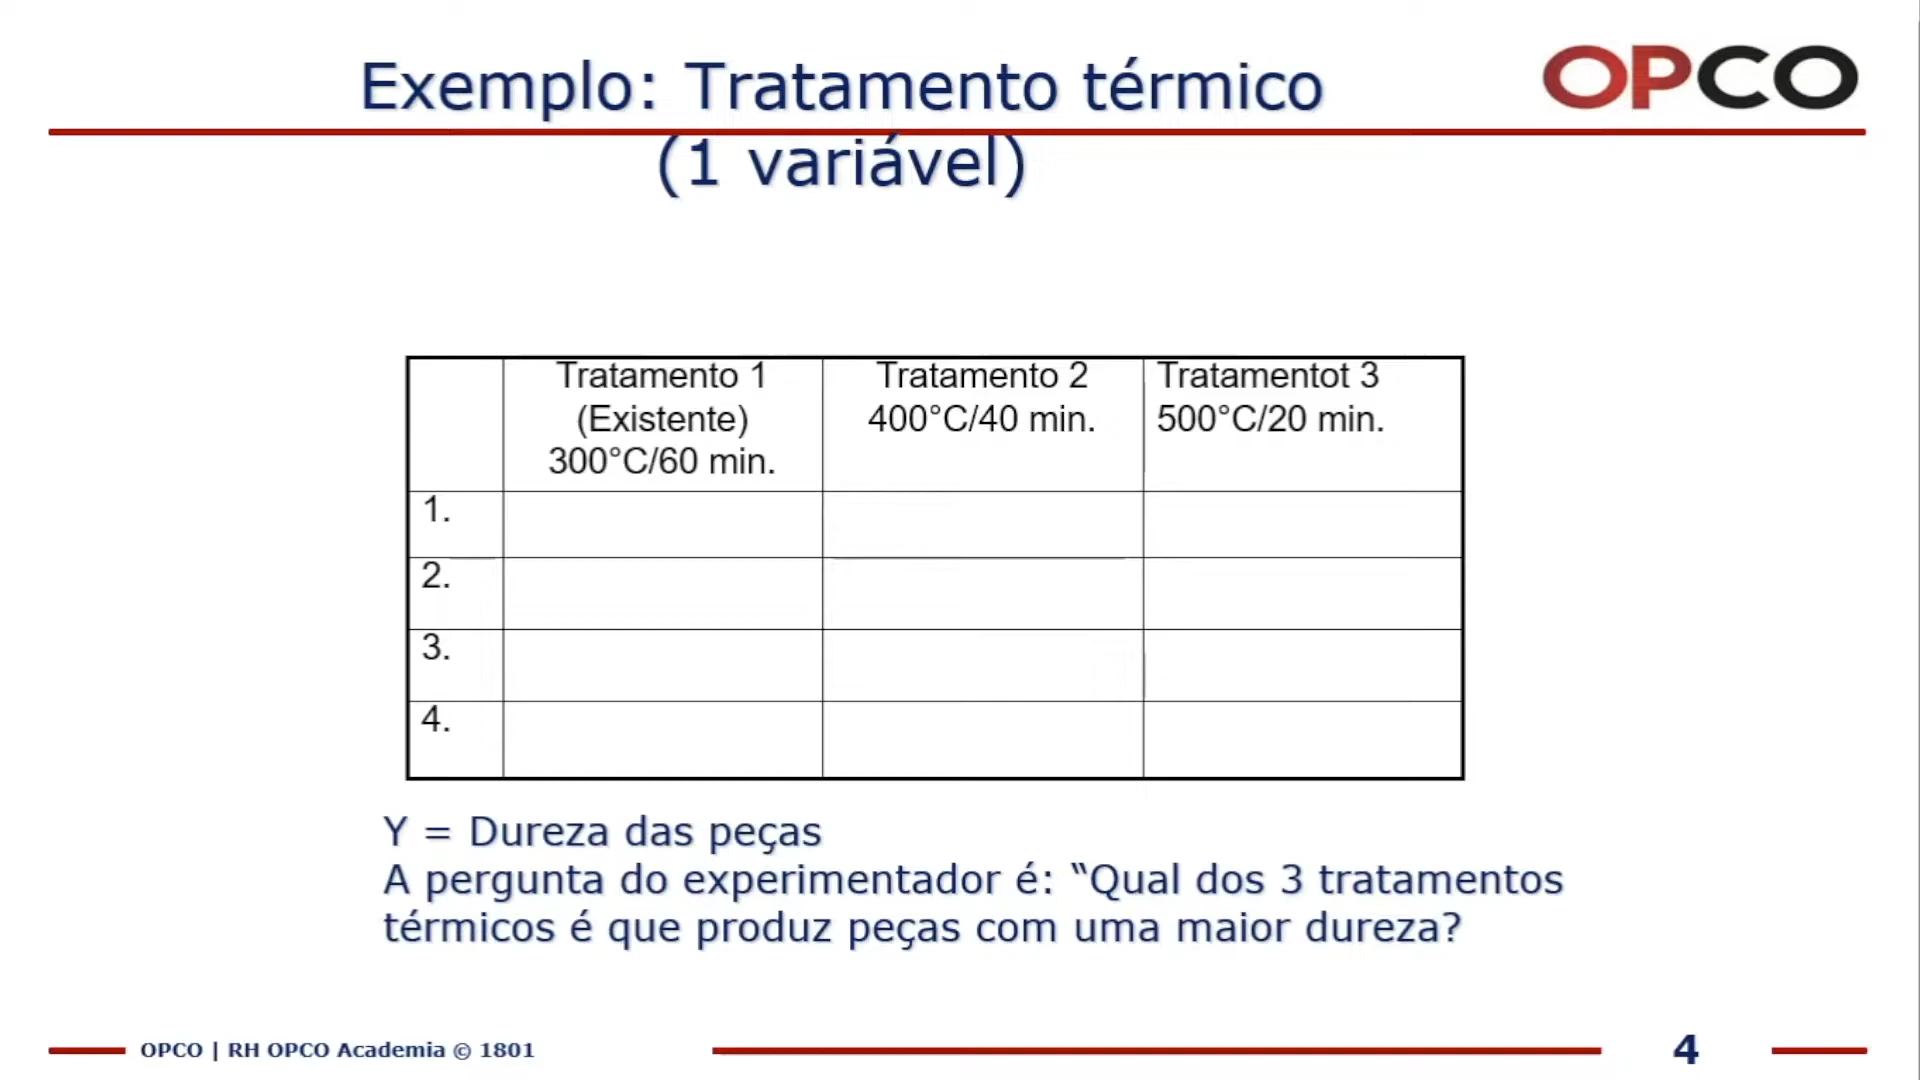 Exemplo: Tratamento térmico
(1 variável)
OPCO
Tratamento 1
(Existente)
300°C/60 min.
Tratamento 2
400°C/40 min.
Tratamentot 3
500°C/20 min.
1.
2.
3.
4.
Y = Dureza das peças
A pergunta do experimentador é: “Qual dos 3 tratamentos
térmicos é que produz peças com uma maior dureza?
OPCO | RH OPCO Academia © 1801
4